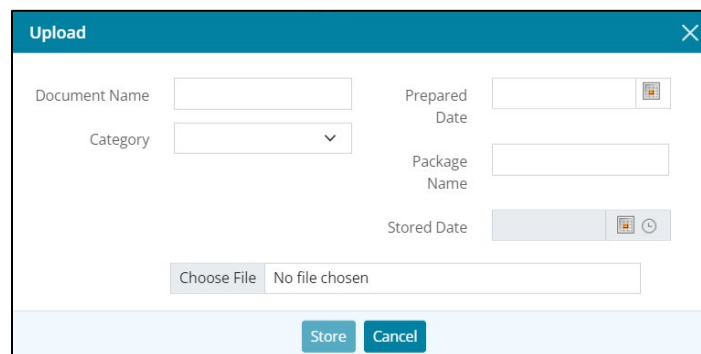 Upload
Document Name
Category
Prepared
Date
Package
Name
Stored Date
Choose File No file chosen
Store Cancel